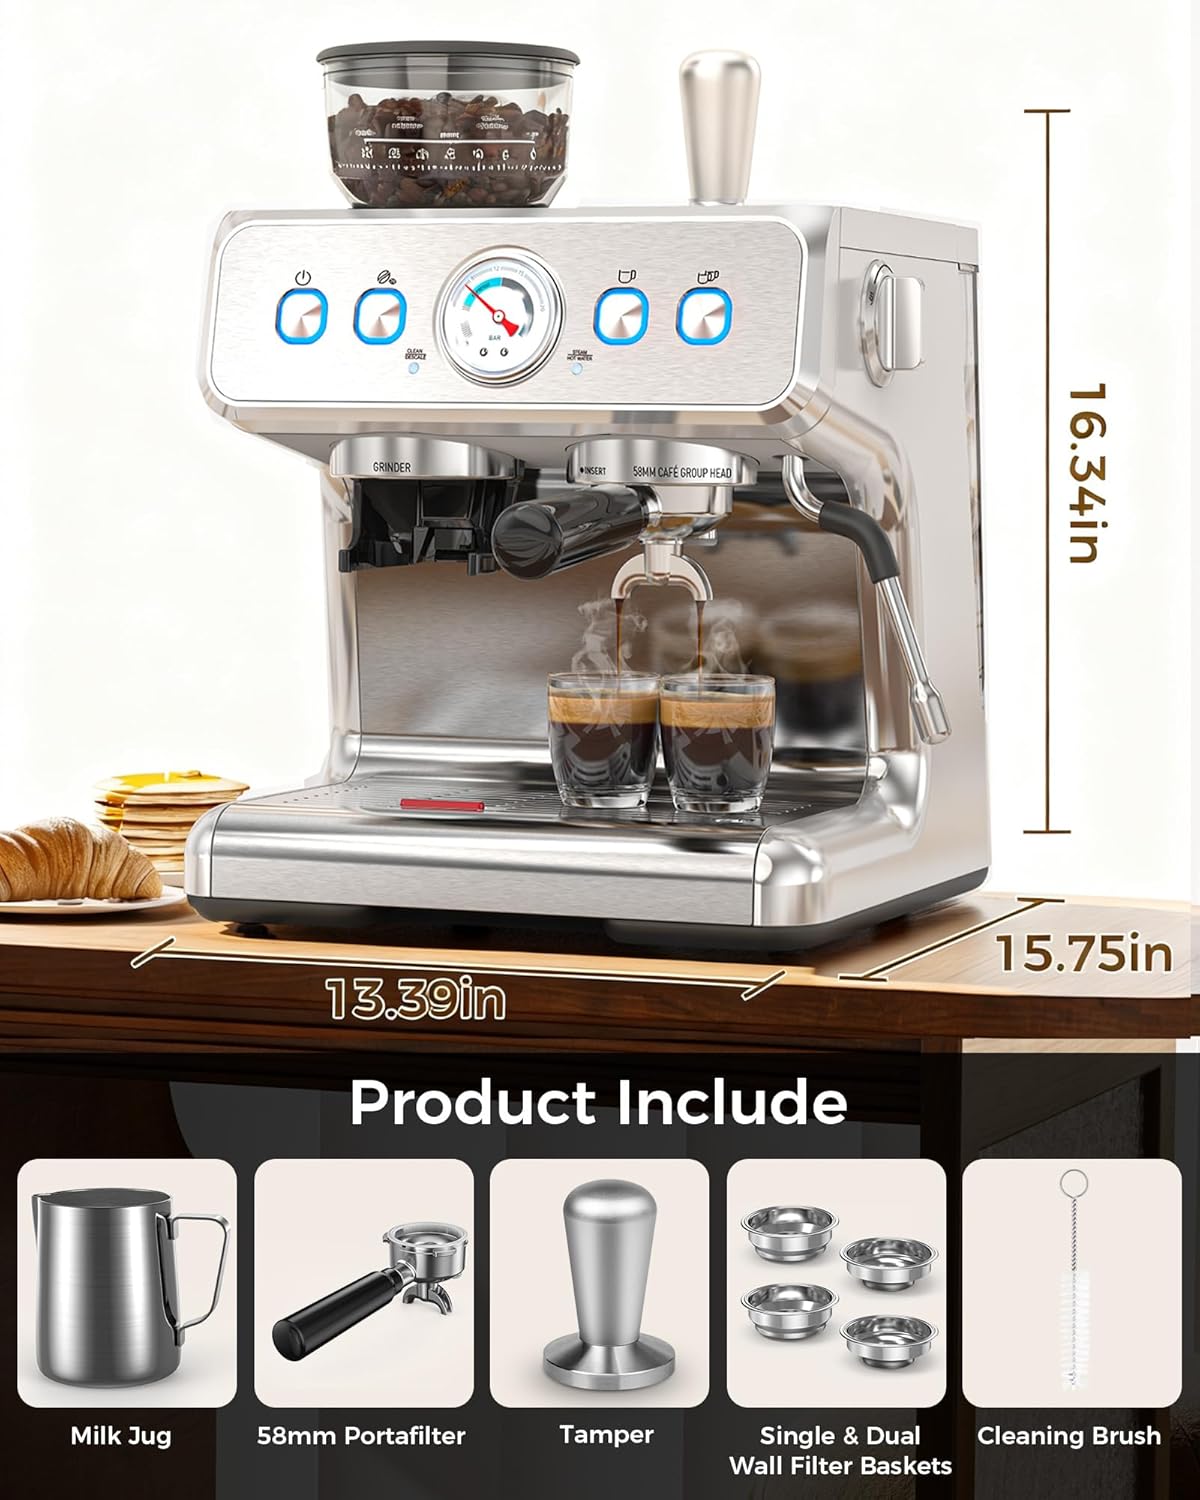 CLEAN
DESCALE
BAR
STEAM
HOT WATER
GRINDER
INSERT
58MM CAFÉ GROUP HEAD
16.34in
15.75in
13.39in
Product Include
Milk Jug
58mm Portafilter
Tamper
Single & Dual
Wall Filter Baskets
Cleaning Brush